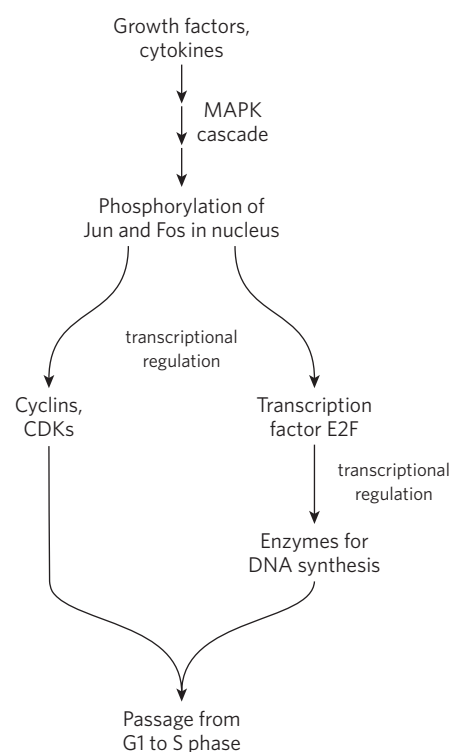 Growth factors,
cytokines
MAPK
cascade
Phosphorylation of
Jun and Fos in nucleus
transcriptional
regulation
Cyclins,
CDKs
Transcription
factor E2F
transcriptional
regulation
Enzymes for
DNA synthesis
Passage from
G1 to S phase